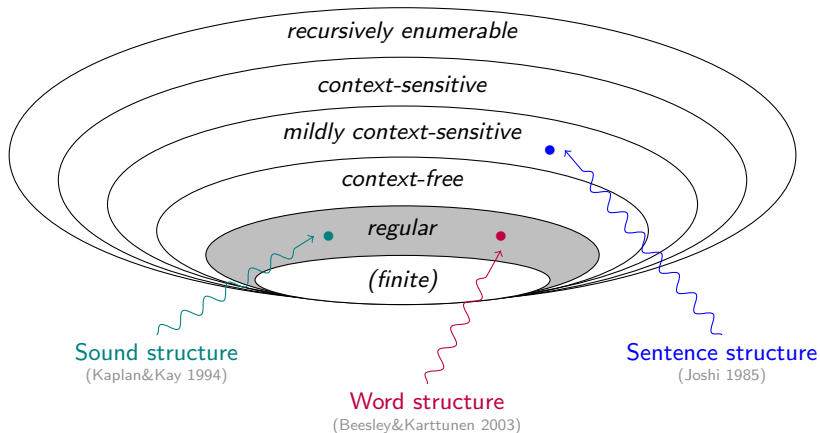 recursively enumerable
context-sensitive
mildly context-sensitive
context-free
regular
(finite)
Sound structure
(Kaplan&Kay 1994)
Sentence structure
(Joshi 1985)
Word structure
(Beesley&Karttunen 2003)